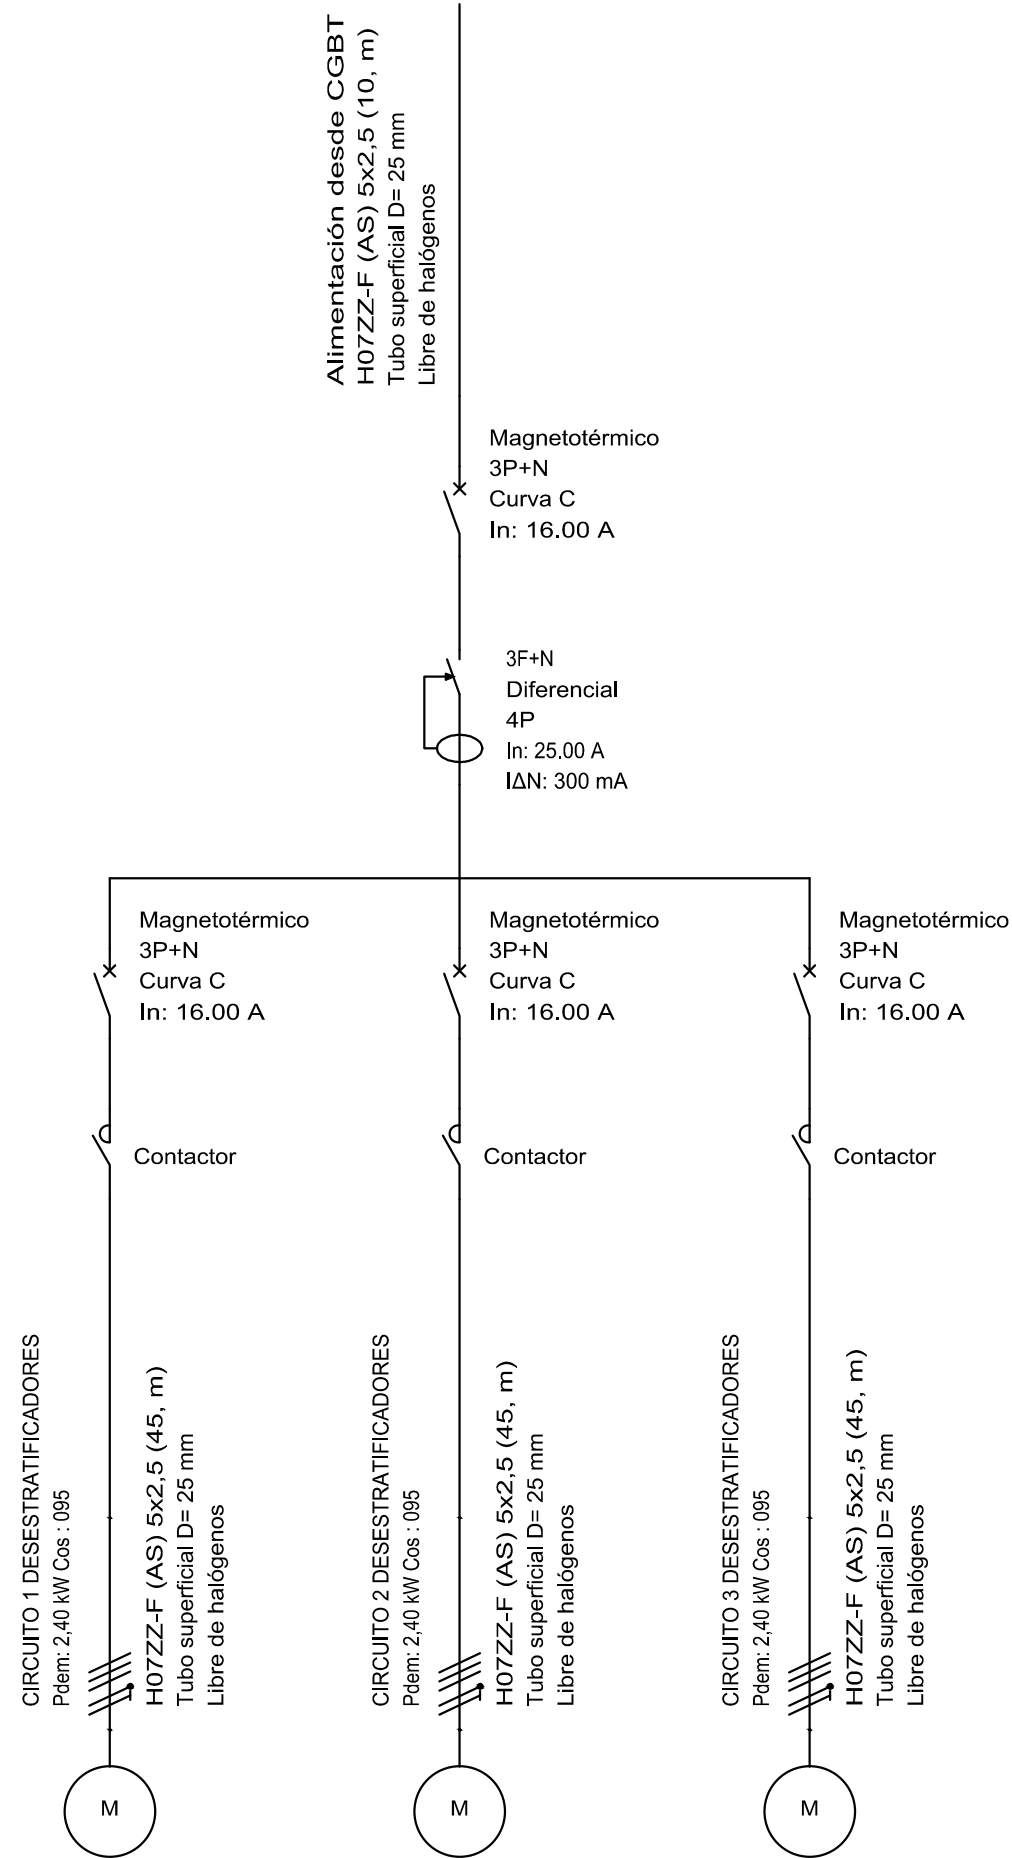 Alimentación desde CGBT
H07ZZ-F (AS) 5x2,5 (10, m)
Tubo superficial D= 25 mm
Libre de halógenos
Magnetotérmico
3P+N
Curva C
In: 16.00 A
3F+N
Diferencial
4P
In: 25.00 A
IΔN: 300 mA
Magnetotérmico
3P+N
Curva C
In: 16.00 A
Magnetotérmico
3P+N
Curva C
In: 16.00 A
Magnetotérmico
3P+N
Curva C
In: 16.00 A
Contactor
Contactor
Contactor
CIRCUITO 1 DESESTRATIFICADORES
Pdem: 2,40 kW Cos : 095
H07ZZ-F (AS) 5x2,5 (45, m)
Tubo superficial D= 25 mm
Libre de halógenos
CIRCUITO 2 DESESTRATIFICADORES
Pdem: 2,40 kW Cos : 095
H07ZZ-F (AS) 5x2,5 (45, m)
Tubo superficial D= 25 mm
Libre de halógenos
CIRCUITO 3 DESESTRATIFICADORES
Pdem: 2,40 kW Cos : 095
H07ZZ-F (AS) 5x2,5 (45, m)
Tubo superficial D= 25 mm
Libre de halógenos
M
M
M